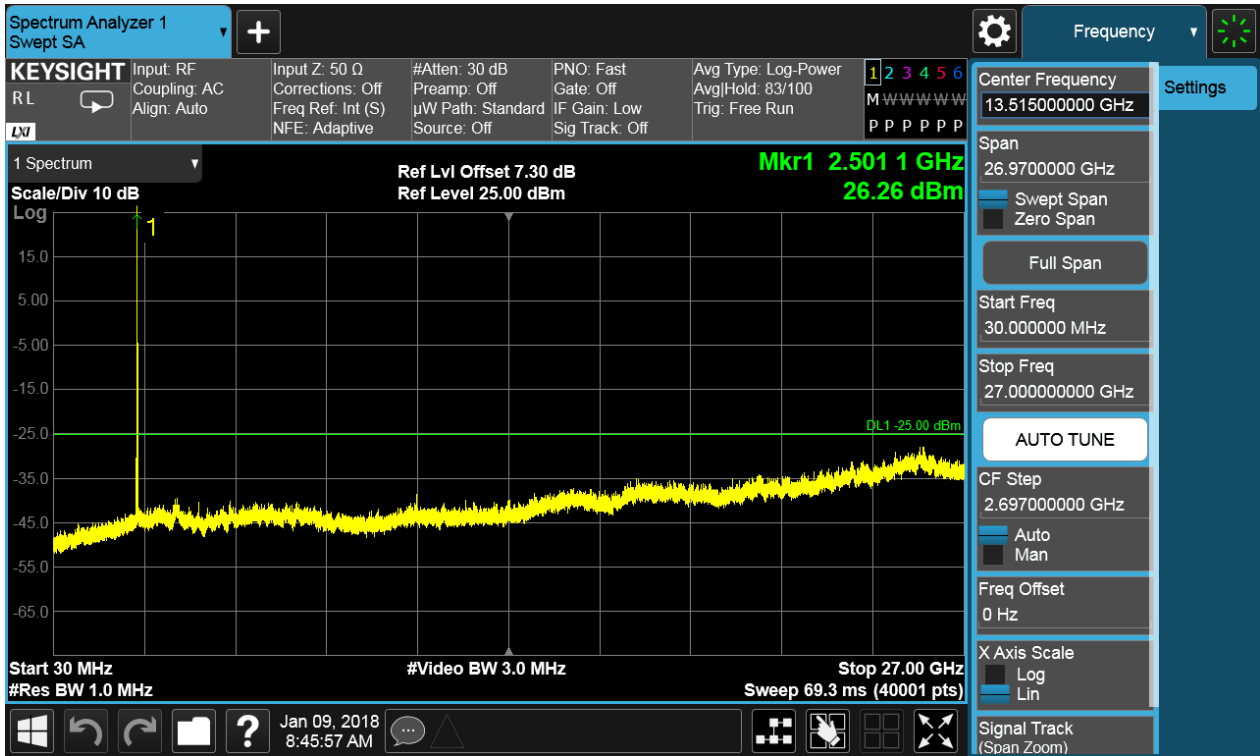 Spectrum Analyzer 1
Swept SA
Frequency
KEYSIGHT
R L
LXI
Input: RF
Coupling: AC
Align: Auto
Input Z: 50 Ω
Corrections: Off
Freq Ref: Int (S)
NFE: Adaptive
#Atten: 30 dB
Preamp: Off
µW Path: Standard
Source: Off
PNO: Fast
Gate: Off
IF Gain: Low
Sig Track: Off
Avg Type: Log-Power
Avg|Hold: 83/100
Trig: Free Run
1 2 3 4 5 6
M W W W W W
P P P P P P
1 Spectrum
Scale/Div 10 dB
Ref Lvl Offset 7.30 dB
Ref Level 25.00 dBm
Mkr1 2.501 1 GHz
26.26 dBm
Log
1
15.0
5.00
-5.00
-15.0
-25.0
-35.0
-45.0
-55.0
-65.0
DL1 -25.00 dBm
Start 30 MHz
#Res BW 1.0 MHz
#Video BW 3.0 MHz
Stop 27.00 GHz
Sweep 69.3 ms (40001 pts)
?
Jan 09, 2018
8:45:57 AM
Center Frequency
13.515000000 GHz
Span
26.9700000 GHz
Swept Span
Zero Span
Full Span
Start Freq
30.000000 MHz
Stop Freq
27.000000000 GHz
AUTO TUNE
CF Step
2.697000000 GHz
Auto
Man
Freq Offset
0 Hz
X Axis Scale
Log
Lin
Signal Track
(Span Zoom)
Settings